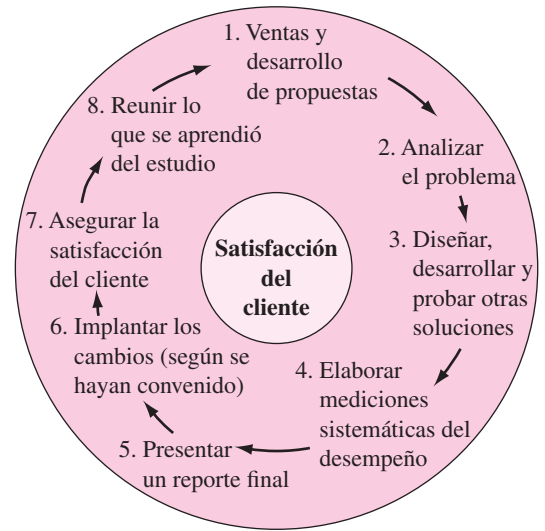 1. Ventas y
desarrollo
de propuestas
2. Analizar
el problema
3. Diseñar,
desarrollar y
probar otras
soluciones
4. Elaborar
mediciones
sistemáticas del
desempeño
5. Presentar
un reporte final
6. Implantar los
cambios (según se
hayan convenido)
7. Asegurar la
satisfacción
del cliente
8. Reunir lo
que se aprendió
del estudio
Satisfacción
del
cliente